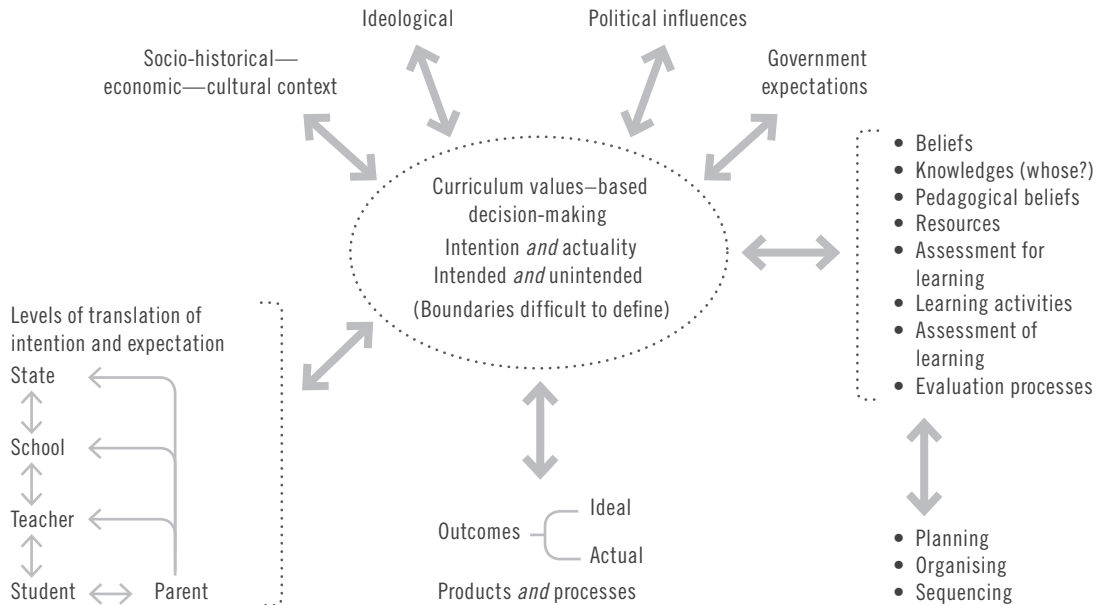 Ideological
Political influences
Socio-historical—
economic—cultural context
Government
expectations
Curriculum values–based
decision-making
Intention and actuality
Intended and unintended
(Boundaries difficult to define)
• Beliefs
• Knowledges (whose?)
• Pedagogical beliefs
• Resources
• Assessment for
learning
• Learning activities
• Assessment of
learning
• Evaluation processes
Levels of translation of
intention and expectation
State
School
Teacher
Student
Parent
Outcomes
Ideal
Actual
Products and processes
• Planning
• Organising
• Sequencing